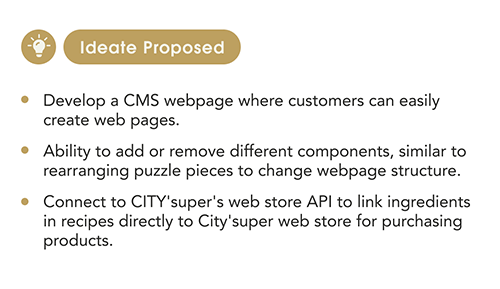 Ideate Proposed
Develop a CMS webpage where customers can easily
create web pages.
Ability to add or remove different components, similar to
rearranging puzzle pieces to change webpage structure.
Connect to CITY'super's web store API to link ingredients
in recipes directly to City'super web store for purchasing
products.